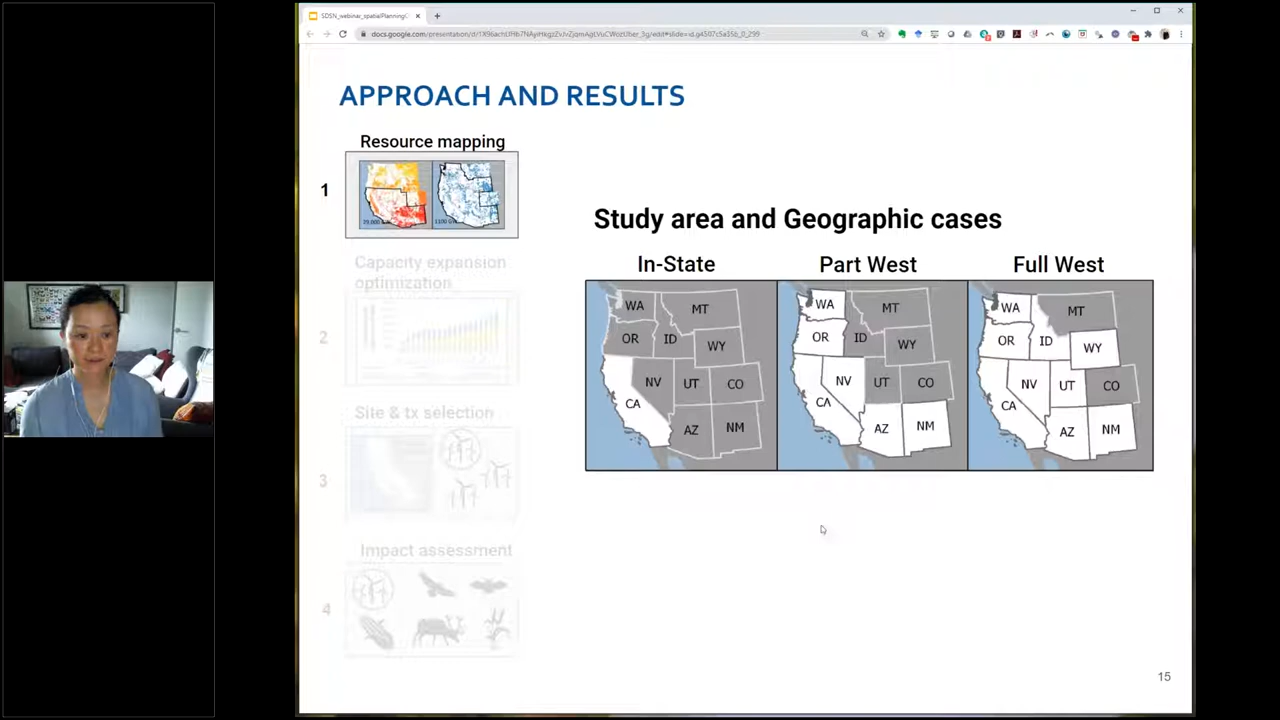 SDSN_webinar_spatialPlanning
APPROACH AND RESULTS
Resource mapping
1
Capacity expansion
optimization
2
Site & tx selection
3
Impact assessment
4
Study area and Geographic cases
In-State
Part West
Full West
WA
MT
OR
ID
WY
NV
UT
CO
CA
AZ
NM
WA
MT
OR
ID
WY
NV
UT
CO
CA
AZ
NM
WA
MT
OR
ID
WY
NV
UT
CO
CA
AZ
NM
15